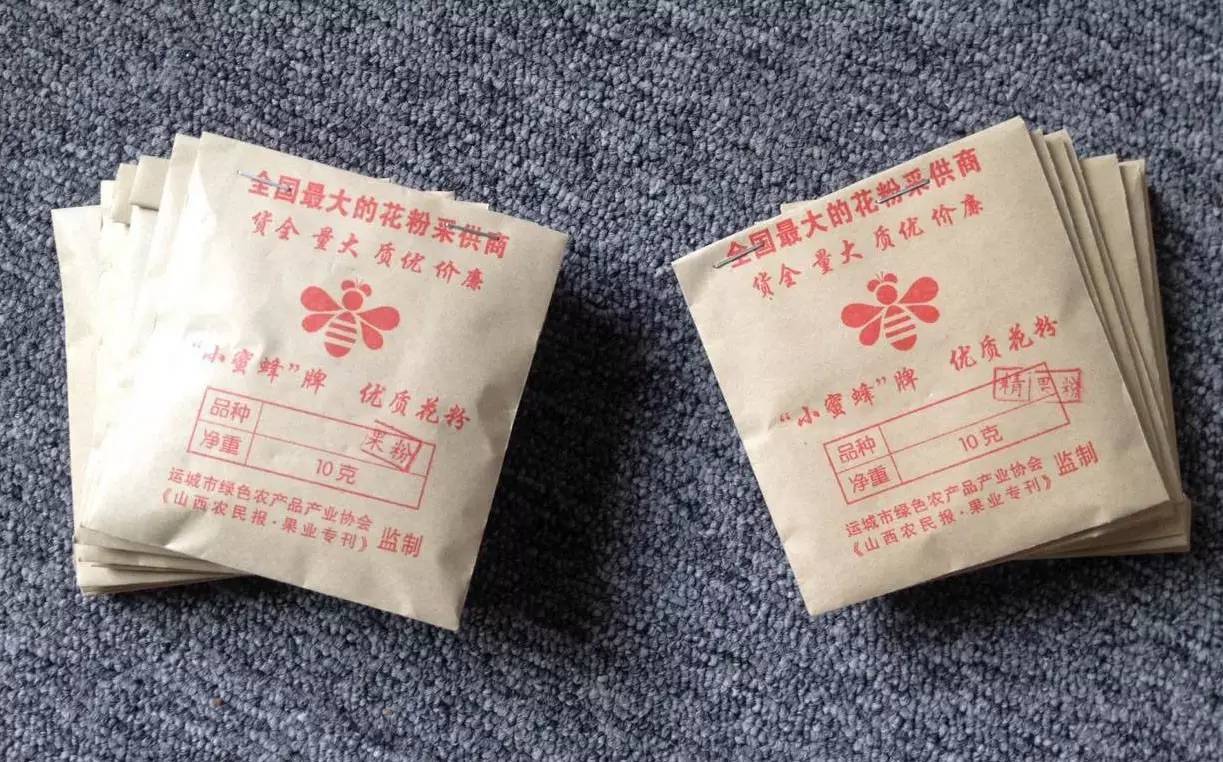 全国最大的花粉采供商
货全 量大 质优 价廉
“小蜜蜂”牌 优质花粉
品种
净重 10克
运城市绿色农产品产业协会
《山西农民报·果业专刊》 监制
全国最大的花粉采供商
货全 量大 质优 价廉
“小蜜蜂”牌 优质花粉
品种
净重 10克
运城市绿色农产品产业协会
《山西农民报·果业专刊》 监制